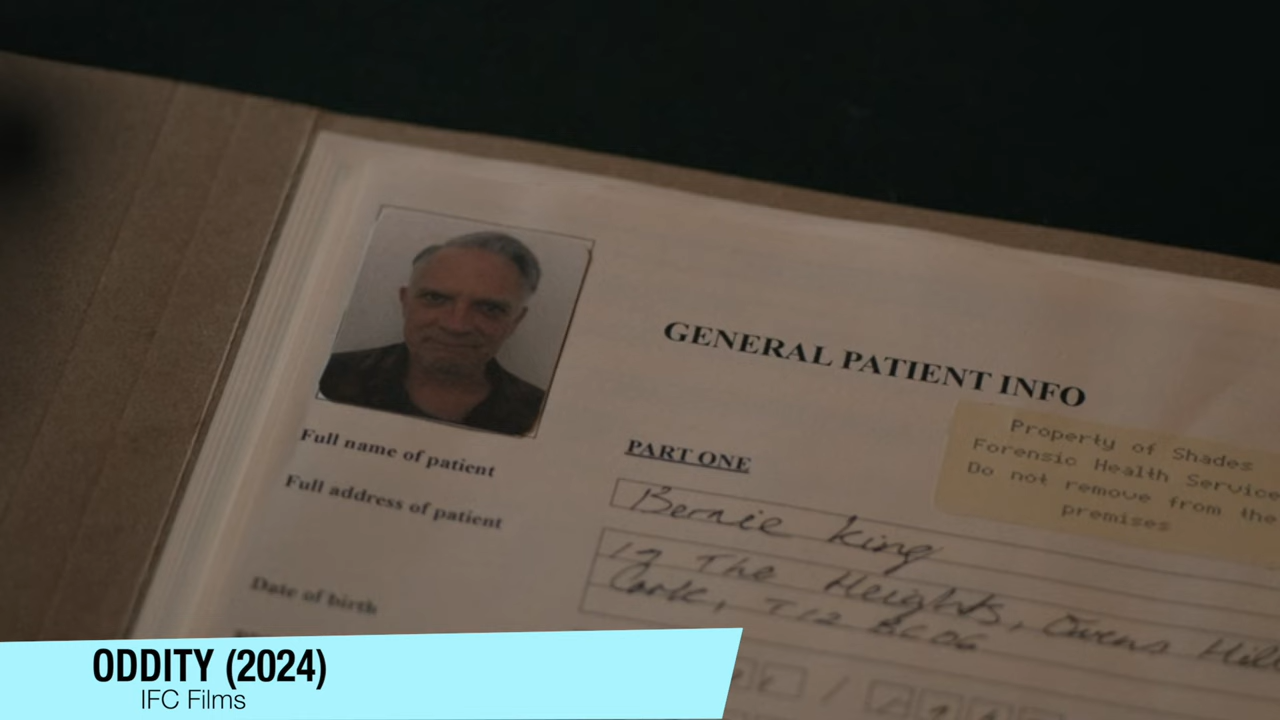 GENERAL PATIENT INFO
Property of Shades
Forensic Health Service
Do not remove from the
premises
Full name of patient
PART ONE
Bernie King
Full address of patient
17 The Heights, Owens Hill
Cork, T12
Date of birth
ODDITY (2024)
IFC Films